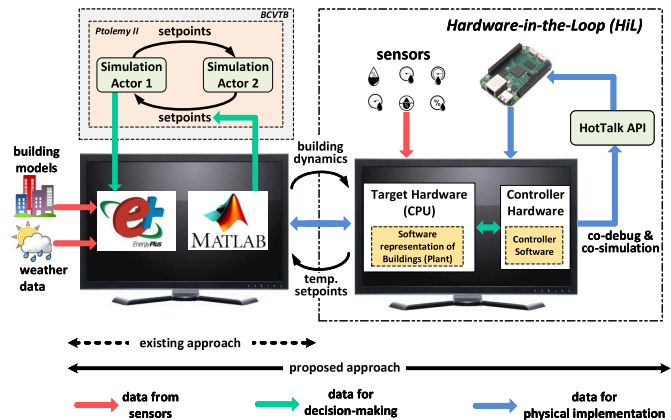 BCVTB
Ptolemy II
setpoints
Simulation
Actor 1
Simulation
Actor 2
setpoints
Hardware-in-the-Loop (HiL)
sensors
%
HotTalk API
building
models
weather
data
e+
EnergyPlus
MATLAB
building
dynamics
temp.
setpoints
Target Hardware
(CPU)
Software
representation of
Buildings (Plant)
Controller
Hardware
Controller
Software
co-debug &
co-simulation
existing approach
proposed approach
data from
sensors
data for
decision-making
data for
physical implementation